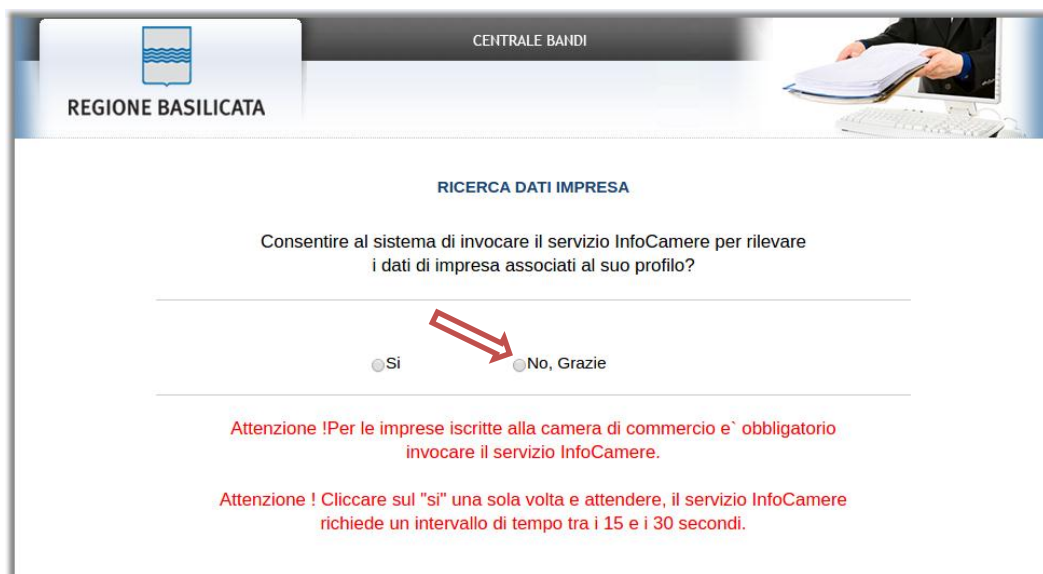 CENTRALE BANDI
REGIONE BASILICATA
RICERCA DATI IMPRESA
Consentire al sistema di invocare il servizio InfoCamere per rilevare
i dati di impresa associati al suo profilo?
Si
No, Grazie
Attenzione !Per le imprese iscritte alla camera di commercio e` obbligatorio
invocare il servizio InfoCamere.
Attenzione ! Cliccare sul "si" una sola volta e attendere, il servizio InfoCamere
richiede un intervallo di tempo tra i 15 e i 30 secondi.